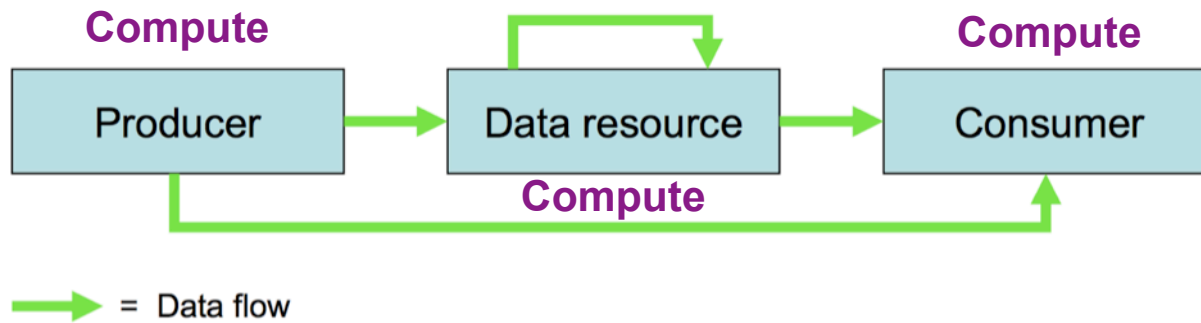 Compute
Compute
Producer
Data resource
Consumer
Compute
= Data flow